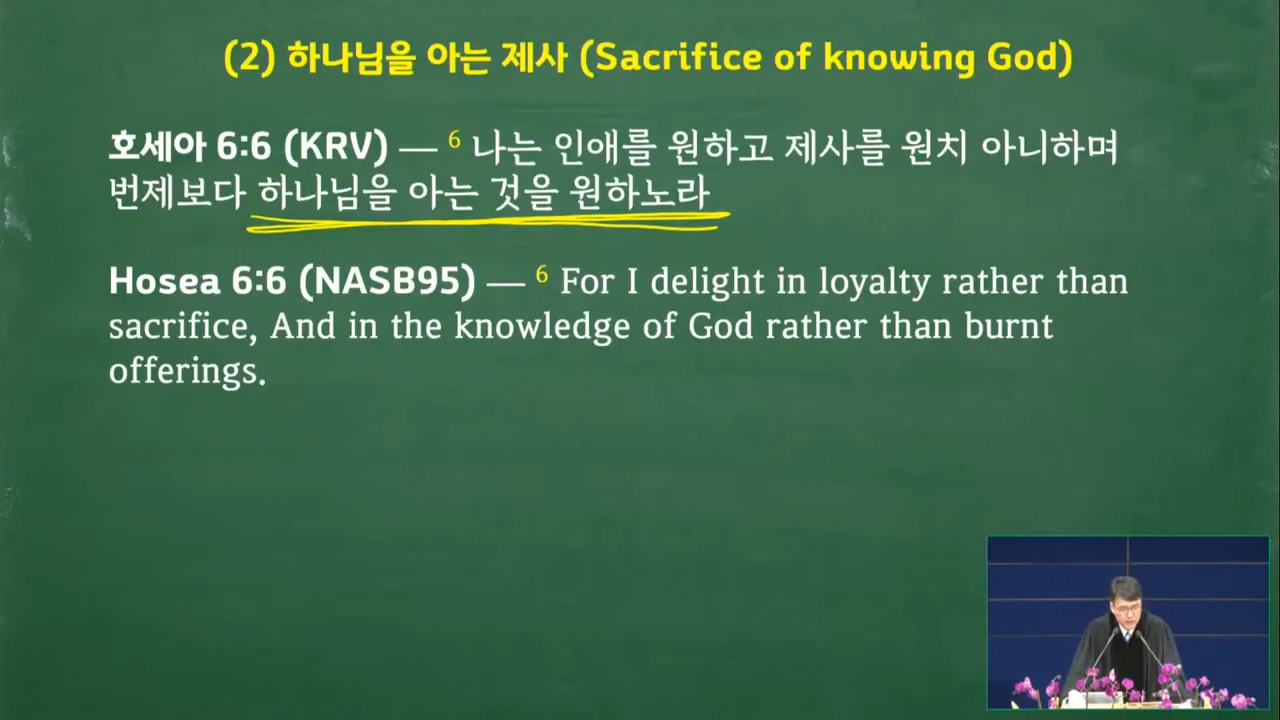 (2) 하나님을 아는 제사 (Sacrifice of knowing God)
호세아 6:6 (KRV) — 6 나는 인애를 원하고 제사를 원치 아니하며
번제보다 하나님을 아는 것을 원하노라
Hosea 6:6 (NASB95) — 6 For I delight in loyalty rather than
sacrifice, And in the knowledge of God rather than burnt
offerings.